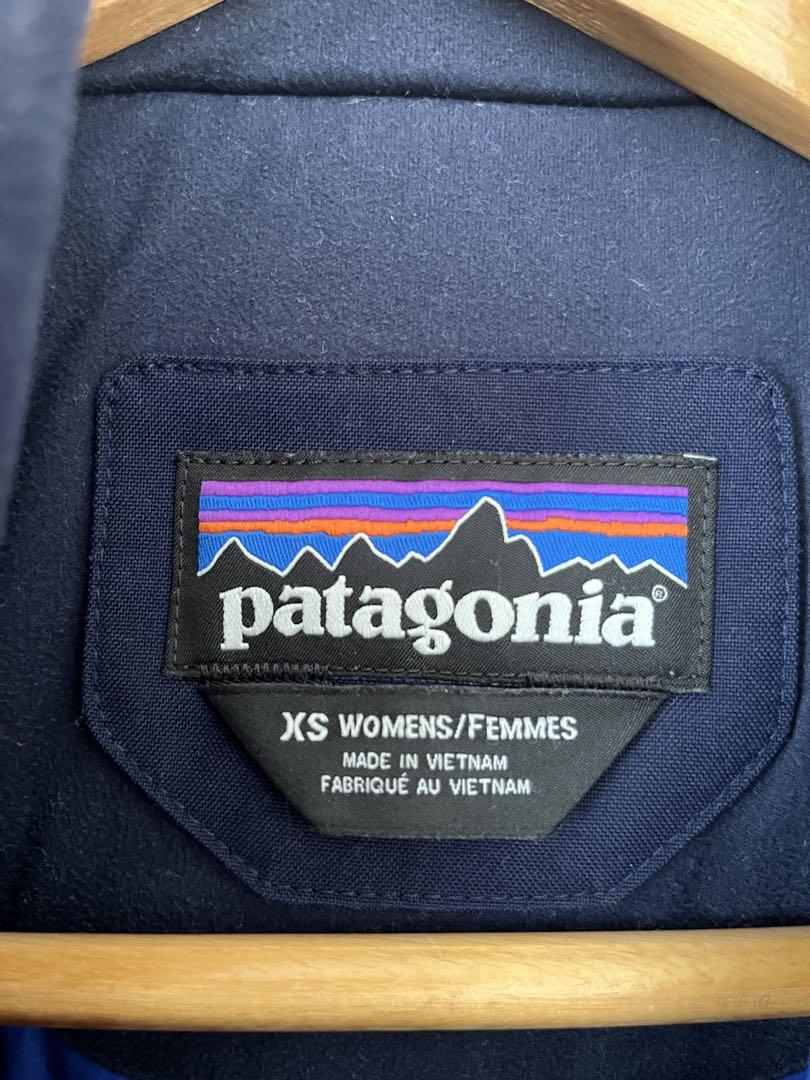 patagonia®
XS WOMENS/FEMMES
MADE IN VIETNAM
FABRIQUÉ AU VIETNAM